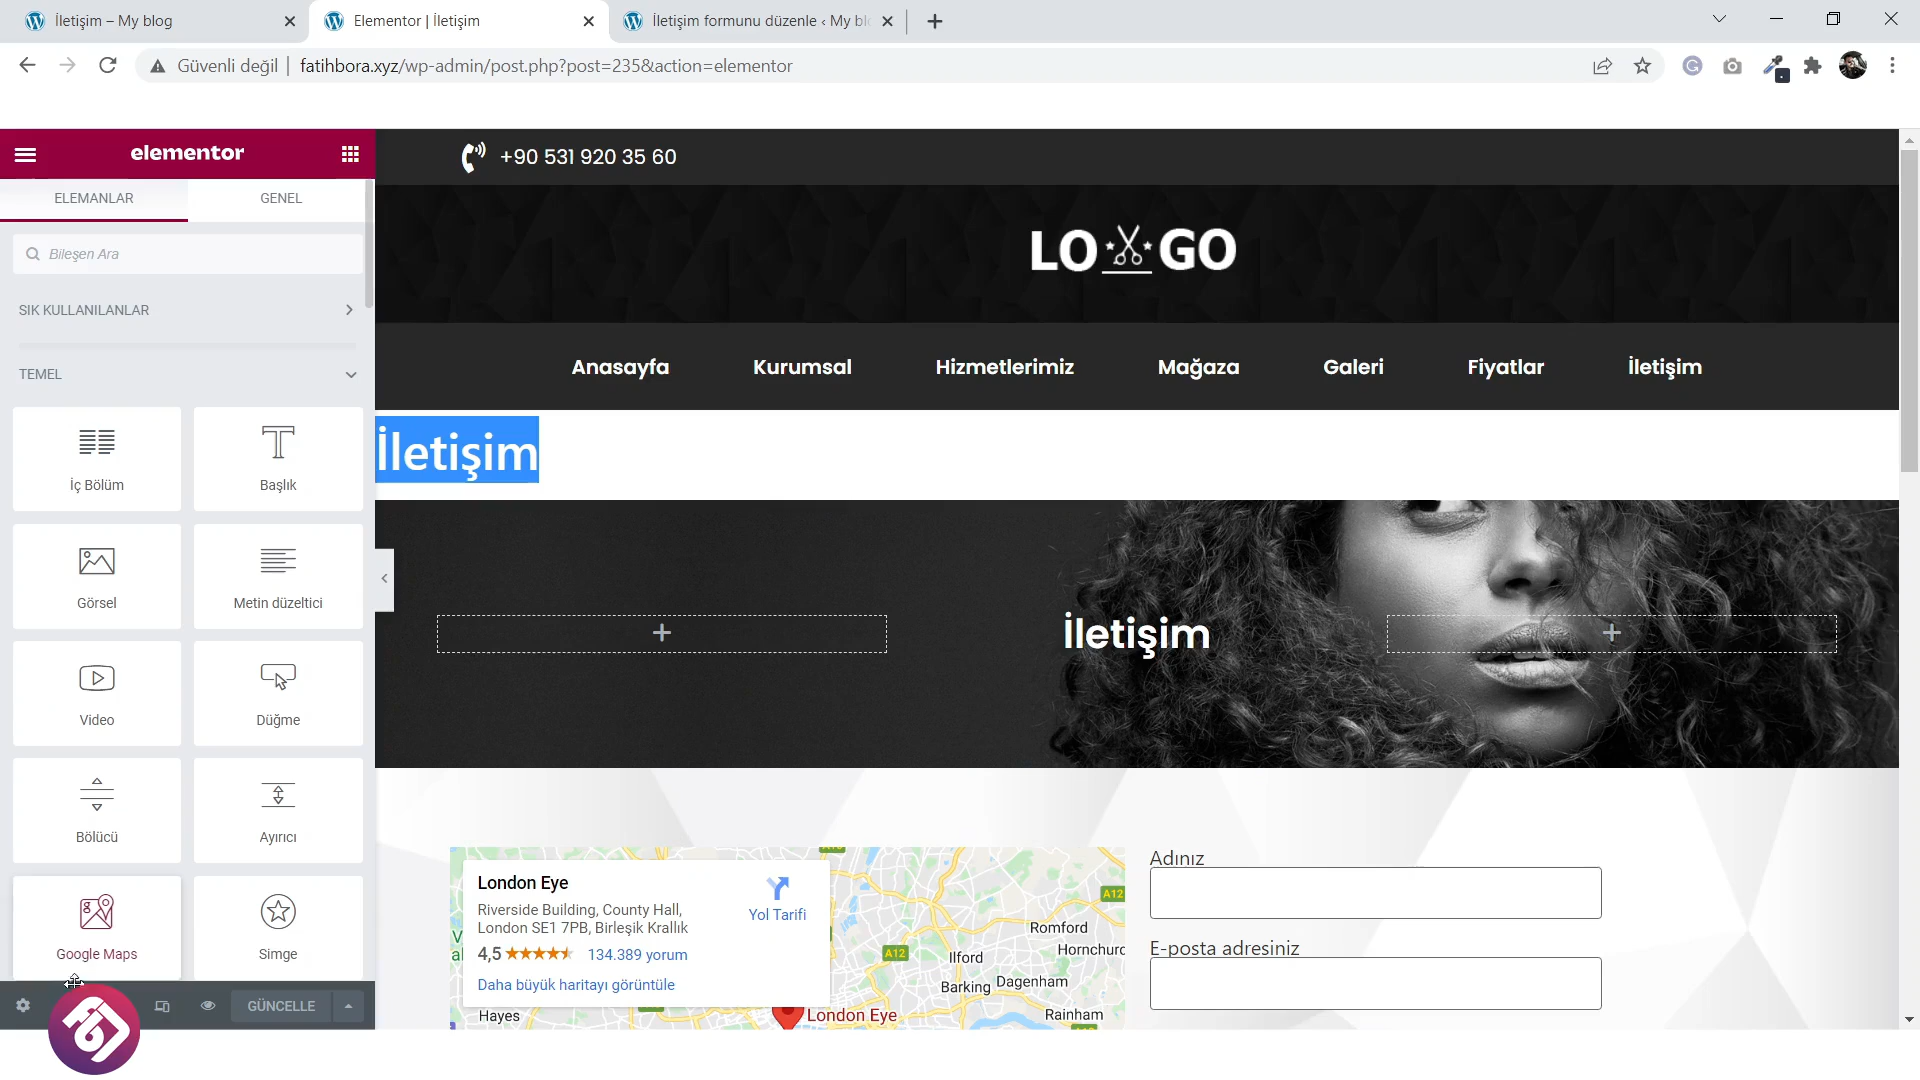 İletişim – My blog
Elementor | İletişim
İletişim formunu düzenle ‹ My bl
Güvenli değil
fatihbora.xyz/wp-admin/post.php?post=235&action=elementor
elementor
ELEMANLAR
GENEL
Bileşen Ara
SIK KULLANILANLAR
TEMEL
İç Bölüm
Başlık
Görsel
Metin düzeltici
Video
Düğme
Bölücü
Ayırıcı
Google Maps
Simge
GÜNCELLE
+90 531 920 35 60
LOGO
Anasayfa
Kurumsal
Hizmetlerimiz
Mağaza
Galeri
Fiyatlar
İletişim
İletişim
İletişim
London Eye
Riverside Building, County Hall,
London SE1 7PB, Birleşik Krallık
Yol Tarifi
4,5
134.389 yorum
Daha büyük haritayı görüntüle
A12
Romford
Hornchurc
A12
Ilford
Barking
Dagenham
Hayes
London Eye
Rainham
Adınız
E-posta adresiniz